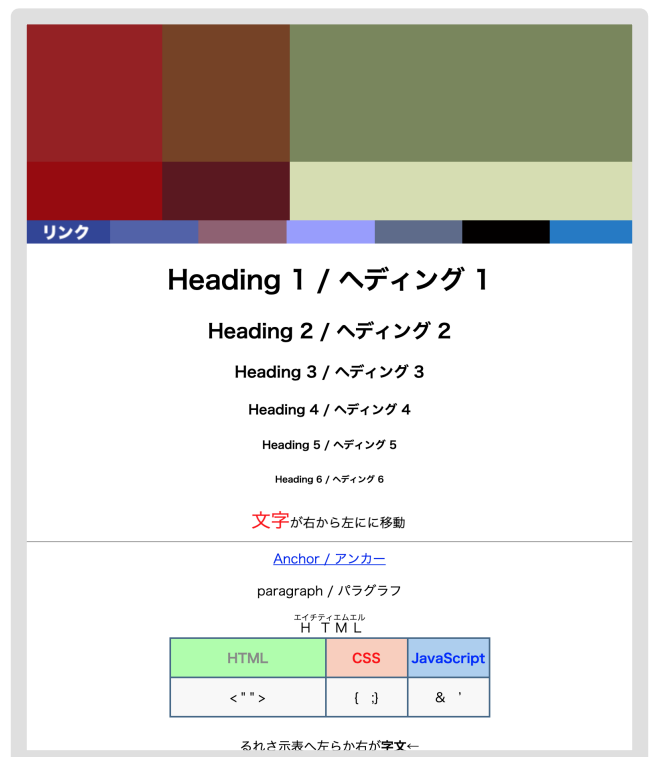 リンク
Heading 1 / ヘディング 1
Heading 2 / ヘディング 2
Heading 3 / ヘディング 3
Heading 4 / ヘディング 4
Heading 5 / ヘディング 5
Heading 6 / ヘディング 6
文字が右から左にに移動
Anchor / アンカー
paragraph / パラグラフ
エイチティエムエル
ＨＴＭＬ
HTML CSS JavaScript
< " " > { ;} & '
るれさ示表へ左らか右が字文←